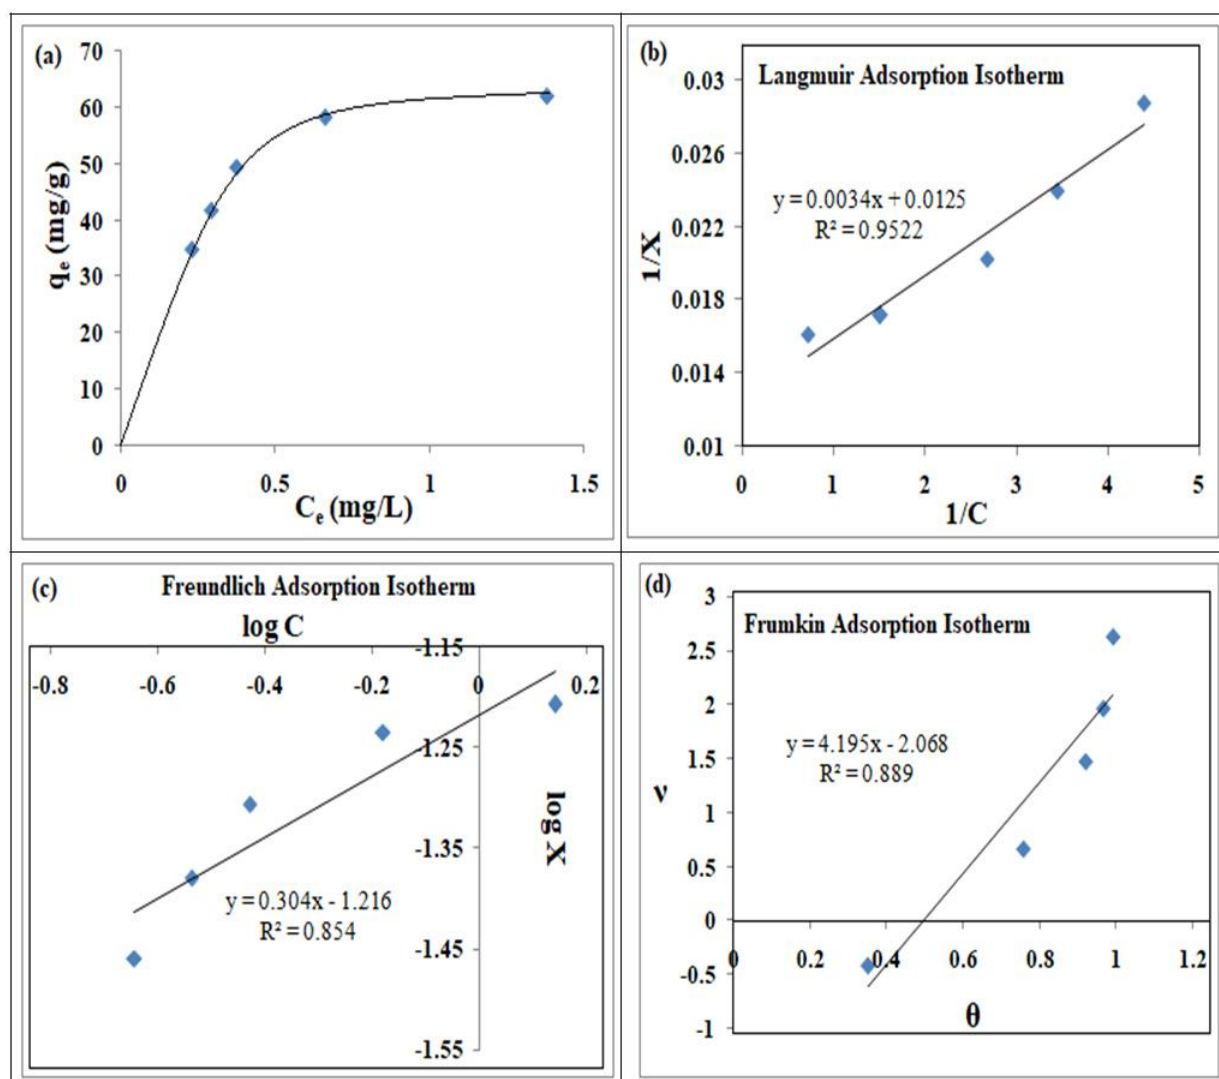 (a)
70
60
50
40
30
20
10
0
qe (mg/g)
0 0.5 1 1.5
Ce (mg/L)
(b)
Langmuir Adsorption Isotherm
0.03
0.026
0.022
0.018
0.014
0.01
1/X
y = 0.0034x + 0.0125
R² = 0.9522
0 1 2 3 4 5
1/C
(c)
Freundlich Adsorption Isotherm
log C
-0.8 -0.6 -0.4 -0.2 0 0.2
-1.15
-1.25
-1.35
-1.45
-1.55
log X
y = 0.304x - 1.216
R² = 0.854
(d)
Frumkin Adsorption Isotherm
3
2.5
2
1.5
1
0.5
0
-0.5
-1
ν
y = 4.195x - 2.068
R² = 0.889
0 0.2 0.4 0.6 0.8 1 1.2
θ